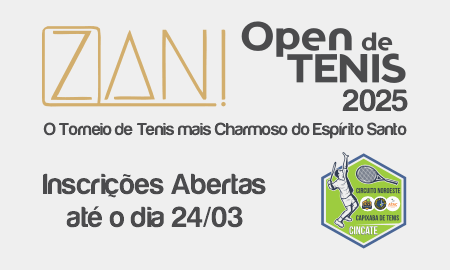 ZANI
Open de
TENIS
2025
O Torneio de Tenis mais Charmoso do Espírito Santo
Inscrições Abertas
até o dia 24/03
CIRCUITO NOROESTE
CAPIXABA DE TENIS
CINCATE